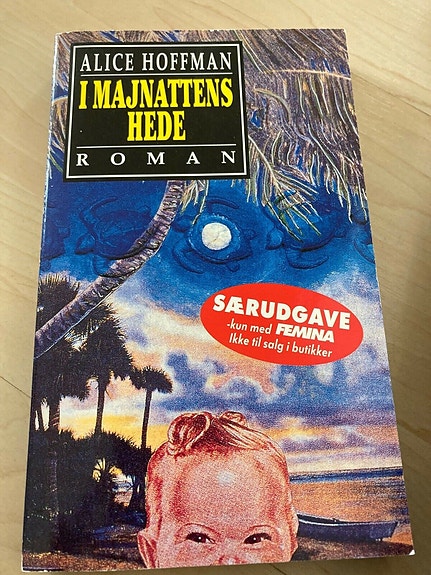 ALICE HOFFMAN
I MAJNATTENS
HEDE
ROMAN
SÆRUDGAVE
-kun med FEMINA
Ikke til salg i butikker